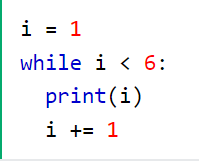 i = 1
while i < 6:
  print(i)
  i += 1